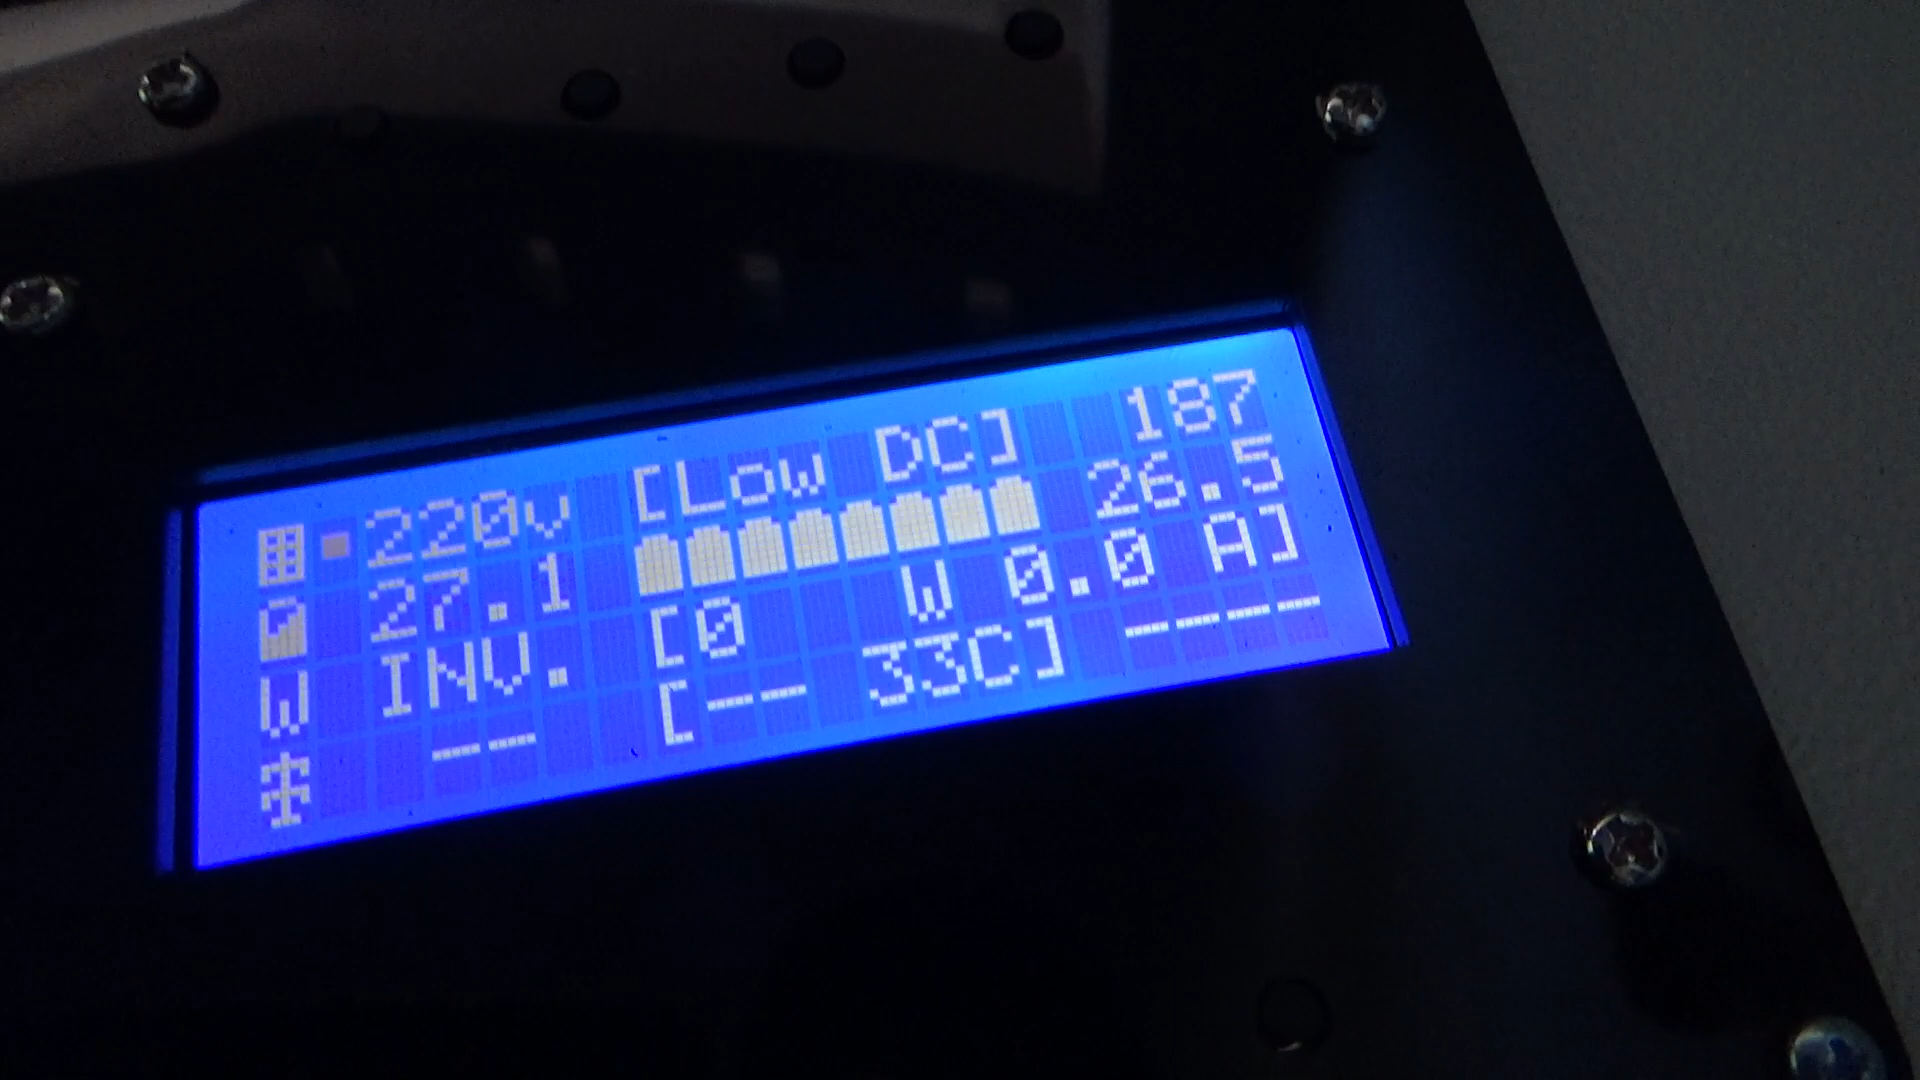 220v [Low DC] 187
27.1 26.5
W INV. [0 W 0.0 A]
-- [-- 33C] ----